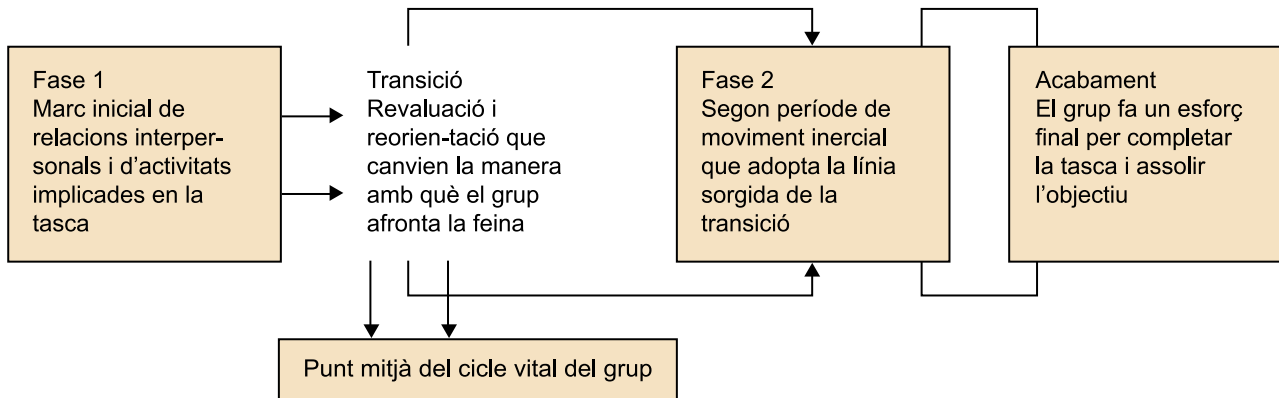 Fase 1
Marc inicial de
relacions interper-
sonals i d’activitats
implicades en la
tasca
Transició
Revaluació i
reorien-tació que
canvien la manera
amb què el grup
afronta la feina
Fase 2
Segon període de
moviment inercial
que adopta la línia
sorgida de la
transició
Acabament
El grup fa un esforç
final per completar
la tasca i assolir
l’objectiu
Punt mitjà del cicle vital del grup